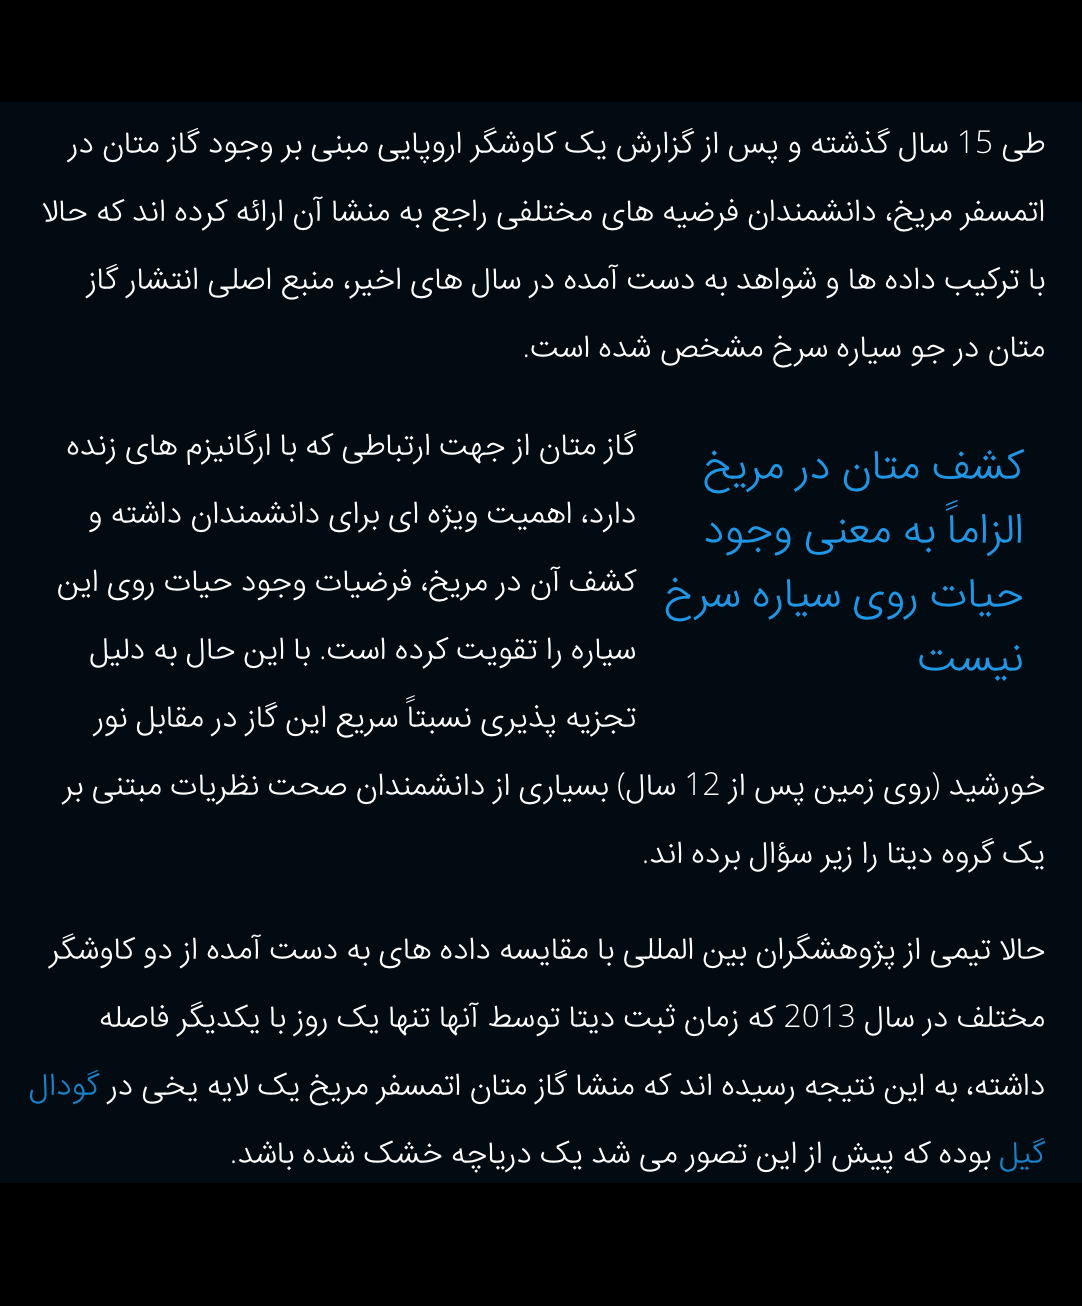 طی 15 سال گذشته و پس از گزارش یک کاوشگر اروپایی مبنی بر وجود گاز متان در
اتمسفر مریخ، دانشمندان فرضیه های مختلفی راجع به منشا آن ارائه کرده اند که حالا
با ترکیب داده ها و شواهد به دست آمده در سال های اخیر، منبع اصلی انتشار گاز
متان در جو سیاره سرخ مشخص شده است.
کشف متان در مریخ
الزاماً به معنی وجود
حیات روی سیاره سرخ
نیست
گاز متان از جهت ارتباطی که با ارگانیزم های زنده
دارد، اهمیت ویژه ای برای دانشمندان داشته و
کشف آن در مریخ، فرضیات وجود حیات روی این
سیاره را تقویت کرده است. با این حال به دلیل
تجزیه پذیری نسبتاً سریع این گاز در مقابل نور
خورشید (روی زمین پس از 12 سال) بسیاری از دانشمندان صحت نظریات مبتنی بر
یک گروه دیتا را زیر سؤال برده اند.
حالا تیمی از پژوهشگران بین المللی با مقایسه داده های به دست آمده از دو کاوشگر
مختلف در سال 2013 که زمان ثبت دیتا توسط آنها تنها یک روز با یکدیگر فاصله
داشته، به این نتیجه رسیده اند که منشا گاز متان اتمسفر مریخ یک لایه یخی در گودال
گیل بوده که پیش از این تصور می شد یک دریاچه خشک شده باشد.